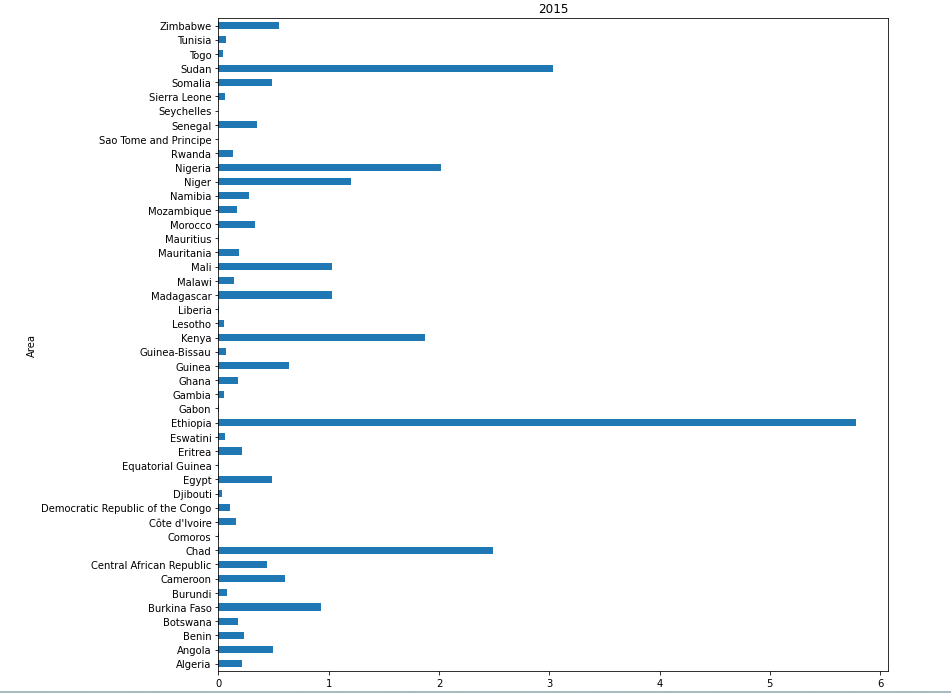 2015
Zimbabwe
Tunisia
Togo
Sudan
Somalia
Sierra Leone
Seychelles
Senegal
Sao Tome and Principe
Rwanda
Nigeria
Niger
Namibia
Mozambique
Morocco
Mauritius
Mauritania
Mali
Malawi
Madagascar
Liberia
Lesotho
Kenya
Guinea-Bissau
Guinea
Ghana
Gambia
Gabon
Ethiopia
Eswatini
Eritrea
Equatorial Guinea
Egypt
Djibouti
Democratic Republic of the Congo
Côte d'Ivoire
Comoros
Chad
Central African Republic
Cameroon
Burundi
Burkina Faso
Botswana
Benin
Angola
Algeria
Area
0 1 2 3 4 5 6